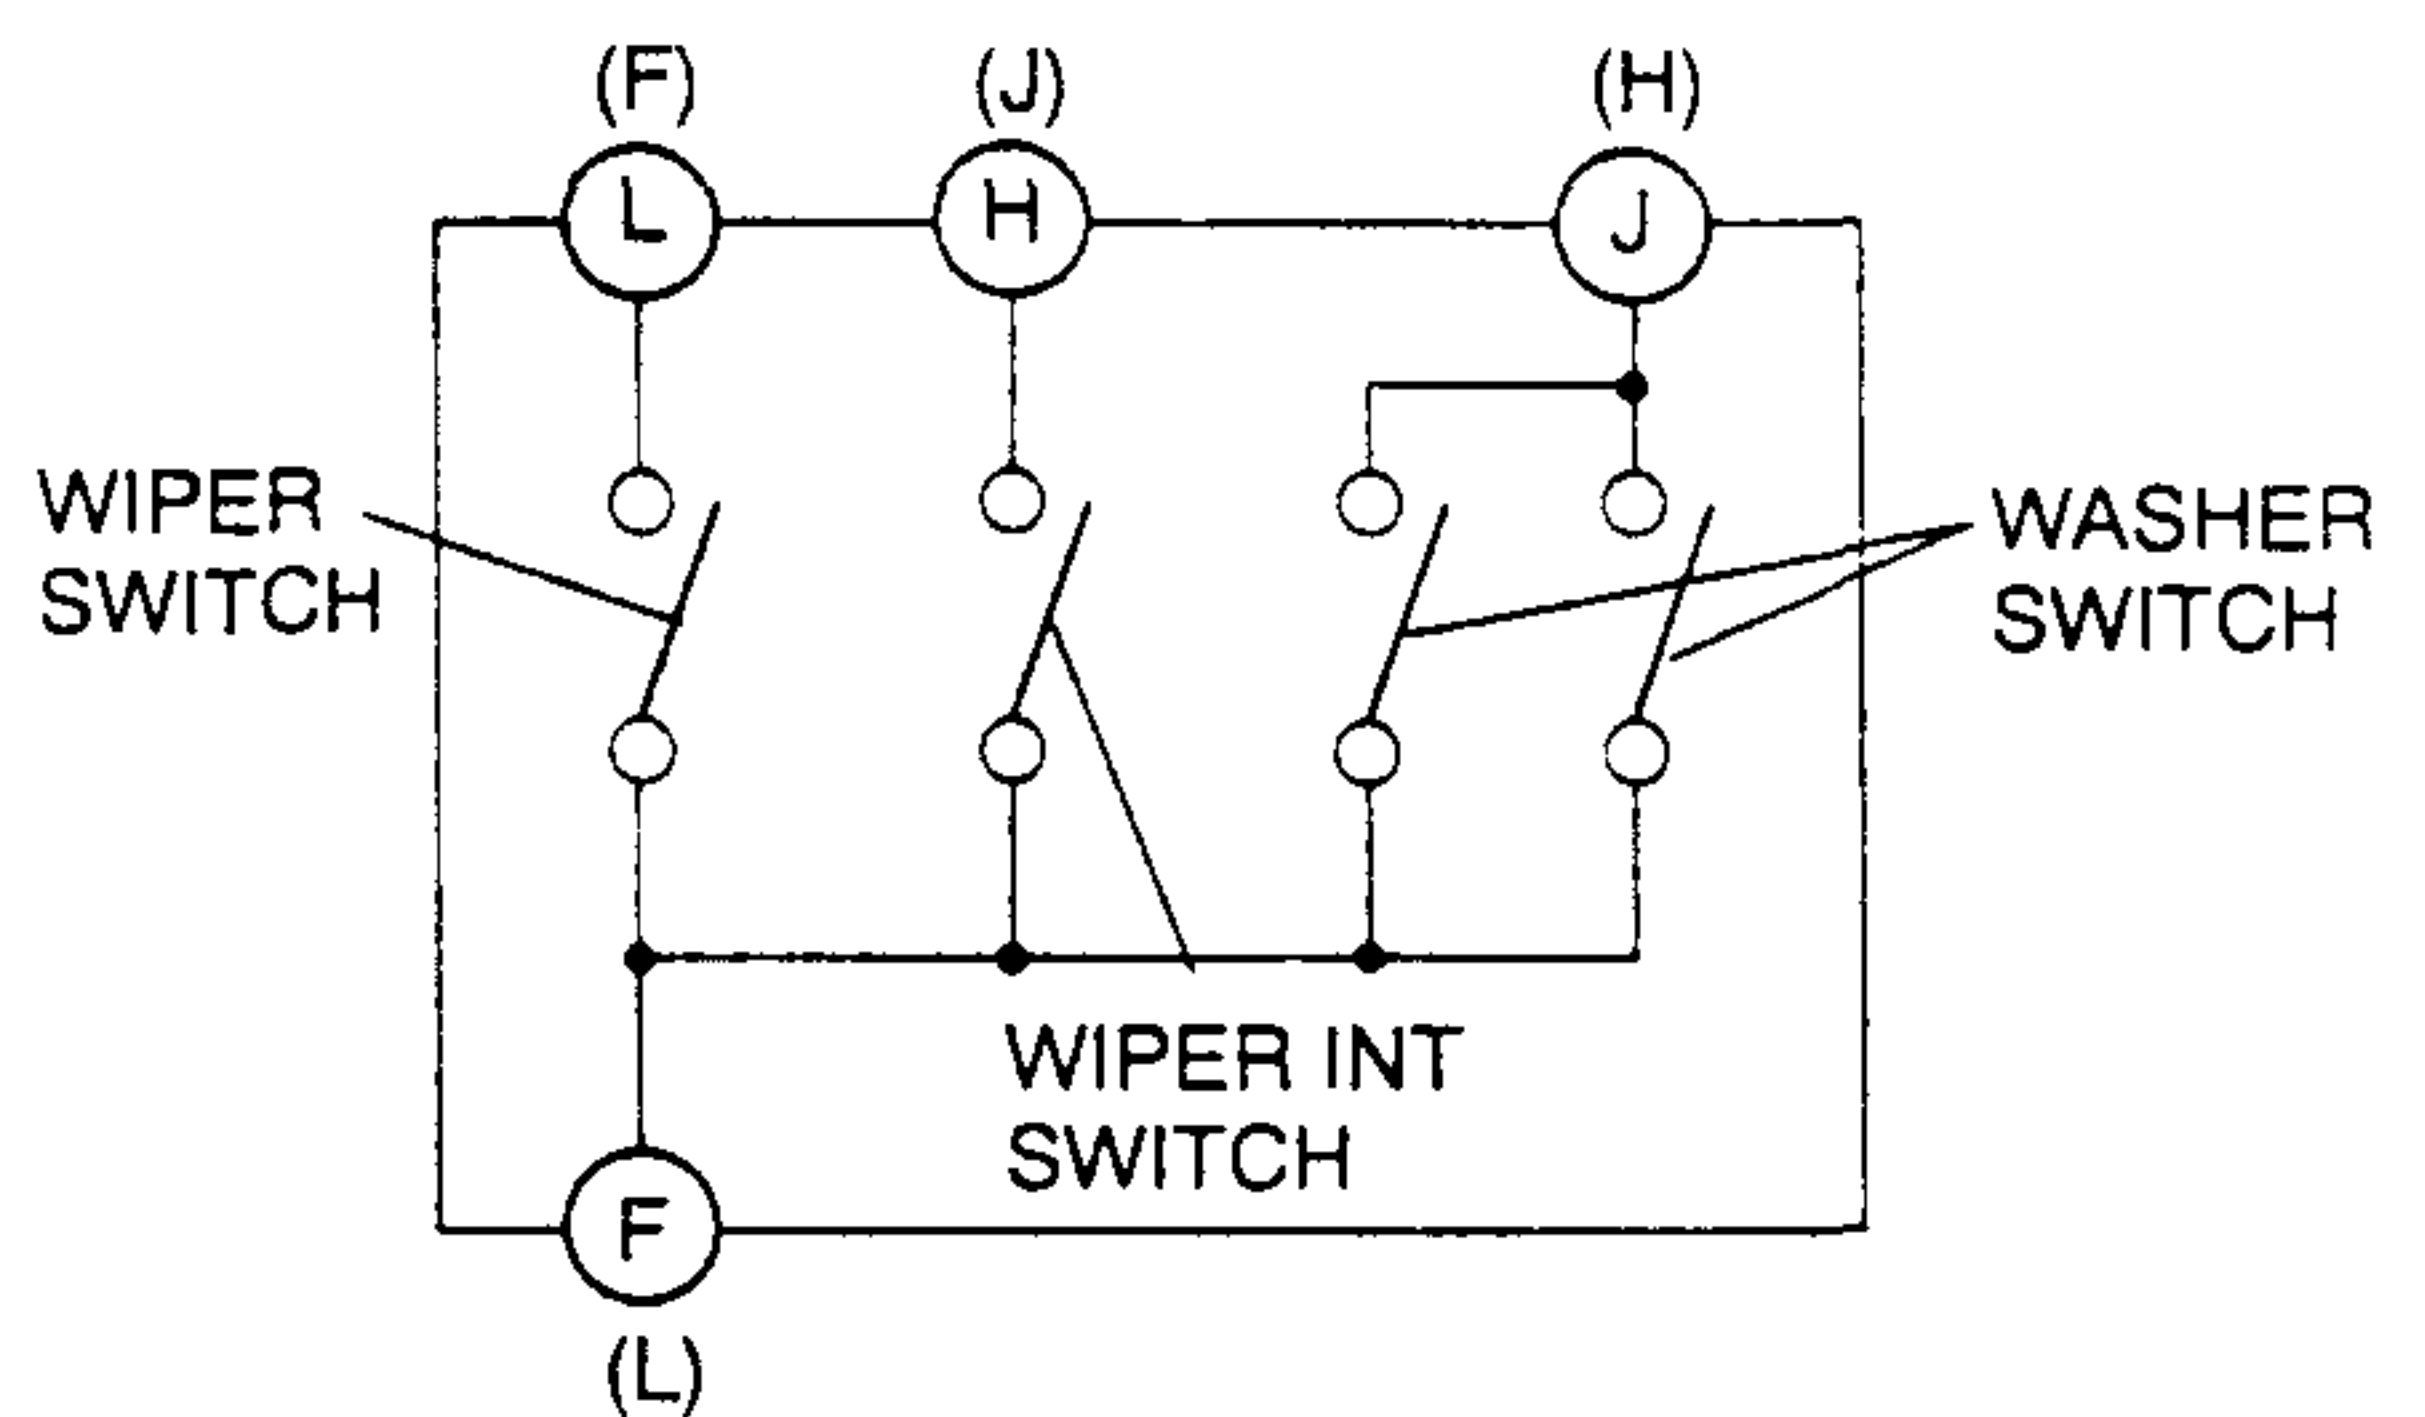 (F) (J) (H)
L H J
WIPER
SWITCH
WASHER
SWITCH
WIPER INT
SWITCH
F
(L)